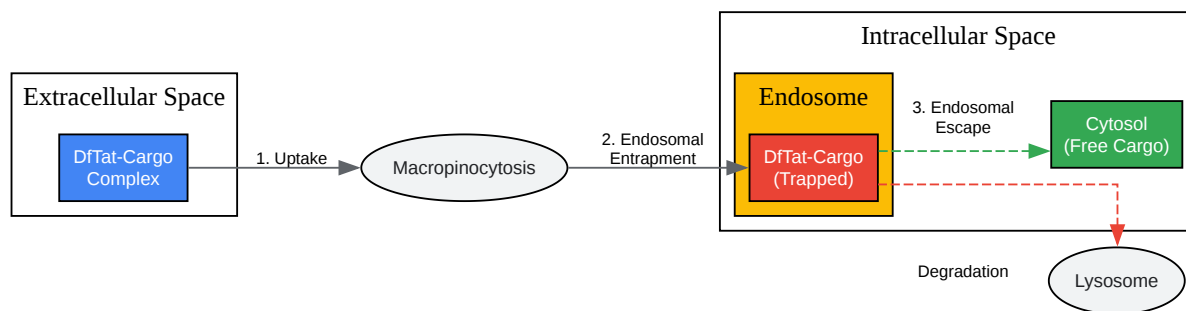 Extracellular Space
DfTat-Cargo
Complex
1. Uptake
Macropinocytosis
2. Endosomal
Entrapment
Intracellular Space
Endosome
DfTat-Cargo
(Trapped)
3. Endosomal
Escape
Cytosol
(Free Cargo)
Degradation
Lysosome